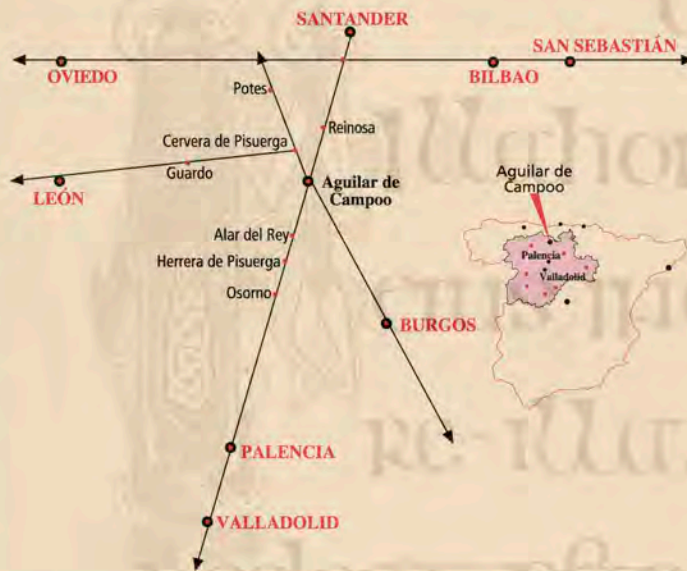 SANTANDER
SAN SEBASTIÁN
OVIEDO
BILBAO
Potes
Reinosa
Cervera de Pisuerga
Guardo
LEÓN
Aguilar de
Campoo
Aguilar de
Campoo
Alar del Rey
Herrera de Pisuerga
Osorno
Palencia
Valladolid
BURGOS
PALENCIA
VALLADOLID